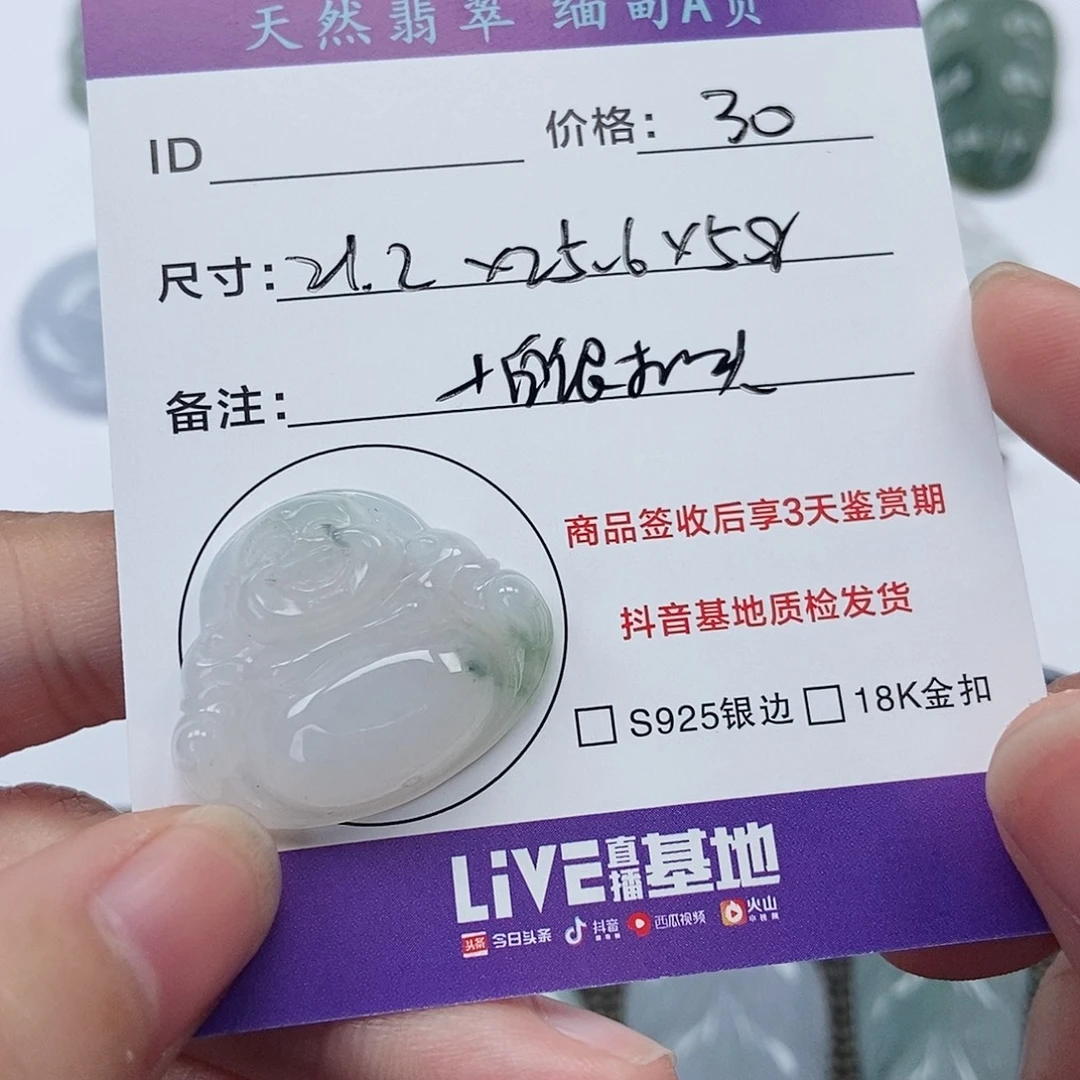 天然翡翠 缅甸A货
ID 价格: 30
尺寸: 21.2 ×25.6×58
备注:
商品签收后享3天鉴赏期
抖音基地质检发货
S925银边 18K金扣
LiVE直播基地
头条 今日头条 抖音 西瓜视频 火山